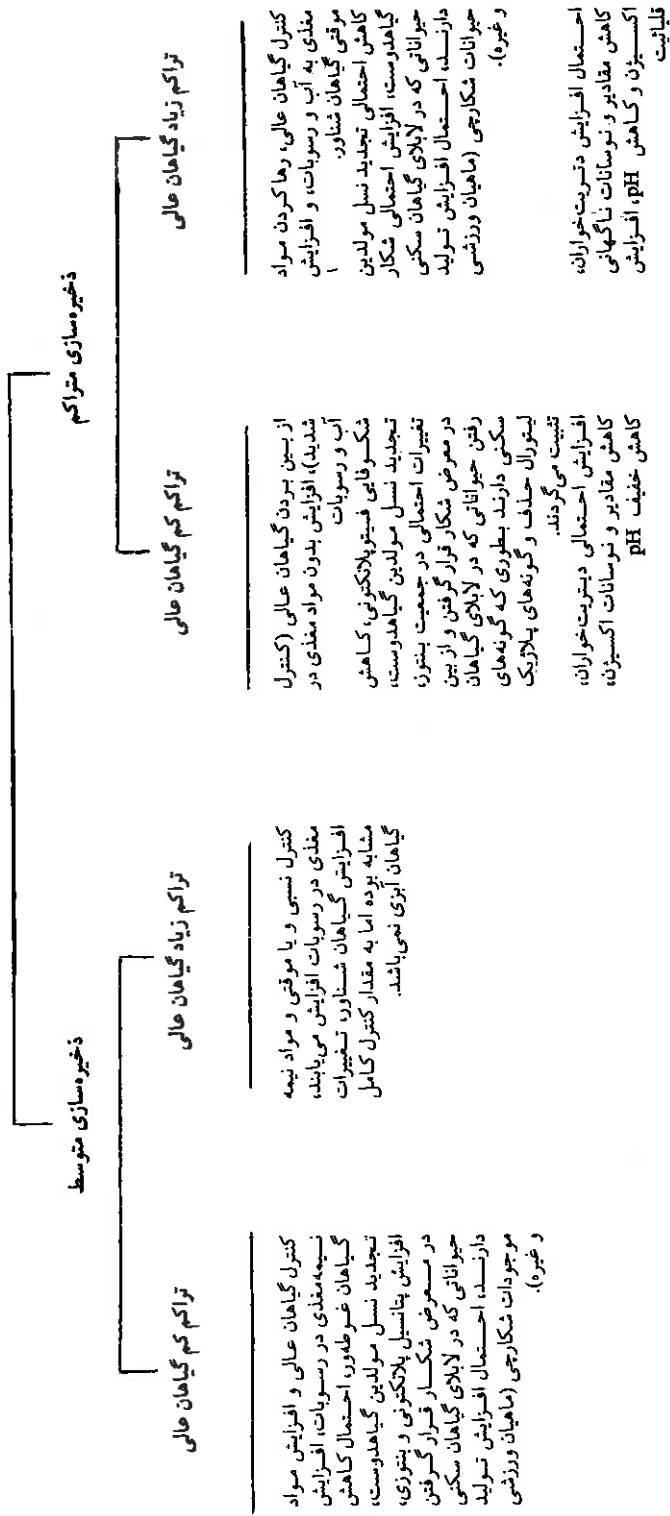 ذخیره‌سازی متراکم
ذخیره‌سازی متوسط
تراکم زیاد گیاهان عالی
تراکم کم گیاهان عالی
تراکم زیاد گیاهان عالی
تراکم کم گیاهان عالی
کنترل گیاهان عالی، رها کردن مواد
مغذی به آب و رسوبات، و افزایش
موقتی گیاهان شناور.
کاهش احتمالی تجدید نسل مولدین
گیاهدوست، افزایش احتمالی شکار
حیواناتی که در لابلای گیاهان سکنی
دارند، احتمال افزایش تولید
حیوانات شکارچی (ماهیان ورزشی
و غیره).
احتمال افزایش دتریت‌خواران،
کاهش مقادیر و نوسانات ناگهانی
اکسیژن و کاهش pH، افزایش
قلیائیت
از بین بردن گیاهان عالی (کنترل
شدید)، افزایش بدون مواد مغذی در
آب و رسوبات
شکوفایی فیتوپلانکتونی، کاهش
تجدید نسل مولدین گیاهدوست،
تغییرات احتمالی در جمعیت بنتوز،
در معرض شکار قرار گرفتن و از بین
رفتن حیواناتی که در لابلای گیاهان
سکنی دارند بطوری که گونه‌های
لیتورال حذف و گونه‌های پلاژیک
تثبیت می‌گردند.
افزایش احتمالی دیتریت‌خواران،
کاهش مقادیر و نوسانات اکسیژن،
کاهش خفیف pH
کنترل نسبی و یا موقتی و مواد نیمه
مغذی در رسوبات افزایش می‌یابند،
افزایش گیاهان شناور، تغییرات
مشابه بوده اما به مقدار کنترل کامل
گیاهان آبزی نمی‌باشد.
کنترل گیاهان عالی و افزایش مواد
نیمه‌مغذی در رسوبات، افزایش
گیاهان غوطه‌ور، احتمال کاهش
تجدید نسل مولدین گیاهدوست،
افزایش پتانسیل پلانکتونی و بنتوزی،
در معرض شکار قرار گرفتن
حیواناتی که در لابلای گیاهان سکنی
دارند، احتمال افزایش تولید
موجودات شکارچی (ماهیان ورزشی
و غیره).